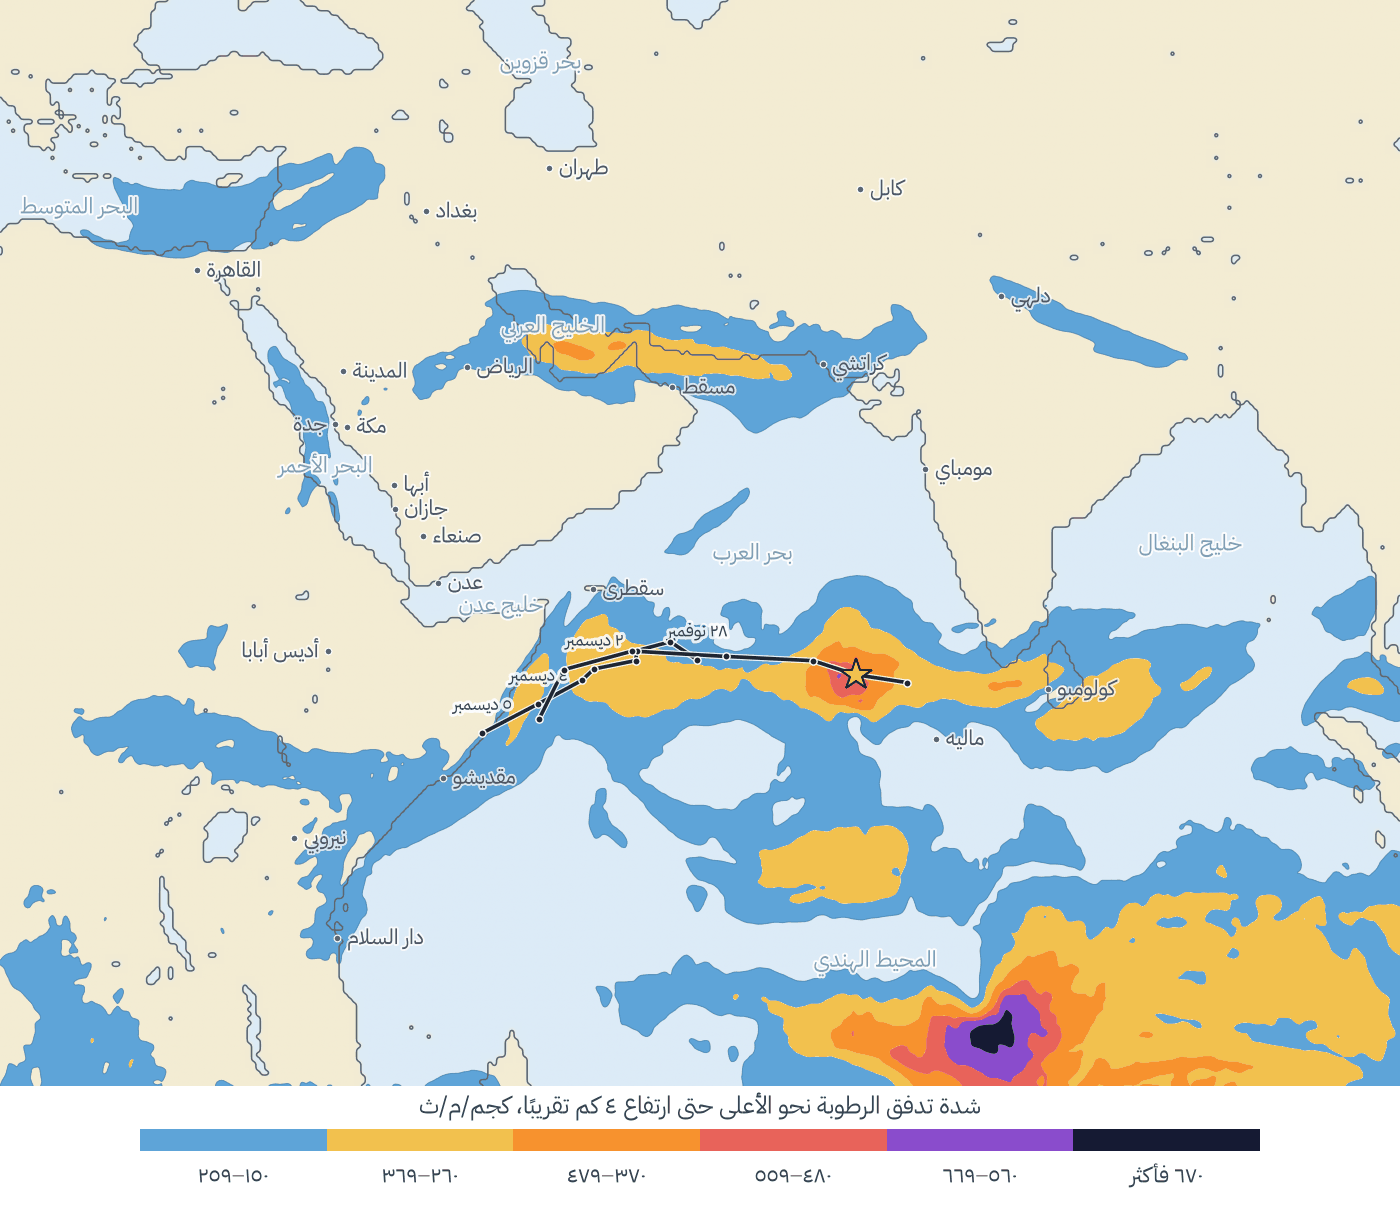 بحر قزوين
طهران
كابل
البحر المتوسط
بغداد
القاهرة
دلهي
الخليج العربي
كراتشي
الرياض
المدينة
مسقط
جدة
مكة
البحر الأحمر
مومباي
أبها
جازان
صنعاء
بحر العرب
خليج البنغال
عدن
سقطرى
خليج عدن
٢٨ نوفمبر
٢ ديسمبر
أديس أبابا
٤ ديسمبر
كولومبو
٥ ديسمبر
ماليه
مقديشو
نيروبي
دار السلام
المحيط الهندي
شدة تدفق الرطوبة نحو الأعلى حتى ارتفاع ٤ كم تقريبًا، كجم/م/ث
١٥٠–٢٥٩
٢٦٠–٣٦٩
٣٧٠–٤٧٩
٤٨٠–٥٥٩
٥٦٠–٦٦٩
٦٧٠ فأكثر